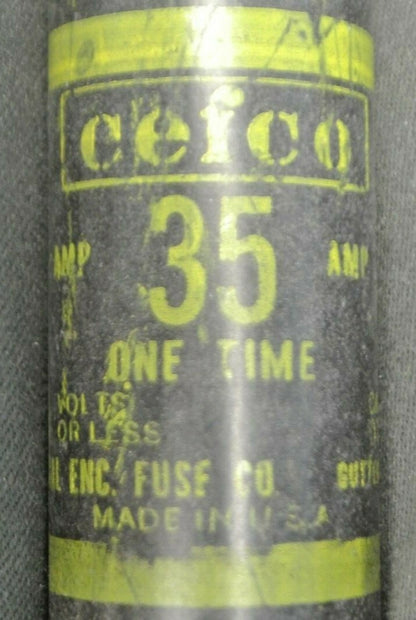 cefco
AMP 35 AMP
ONE TIME
VOLTS
OR LESS
L ENC. FUSE CO.
MADE IN U.S.A